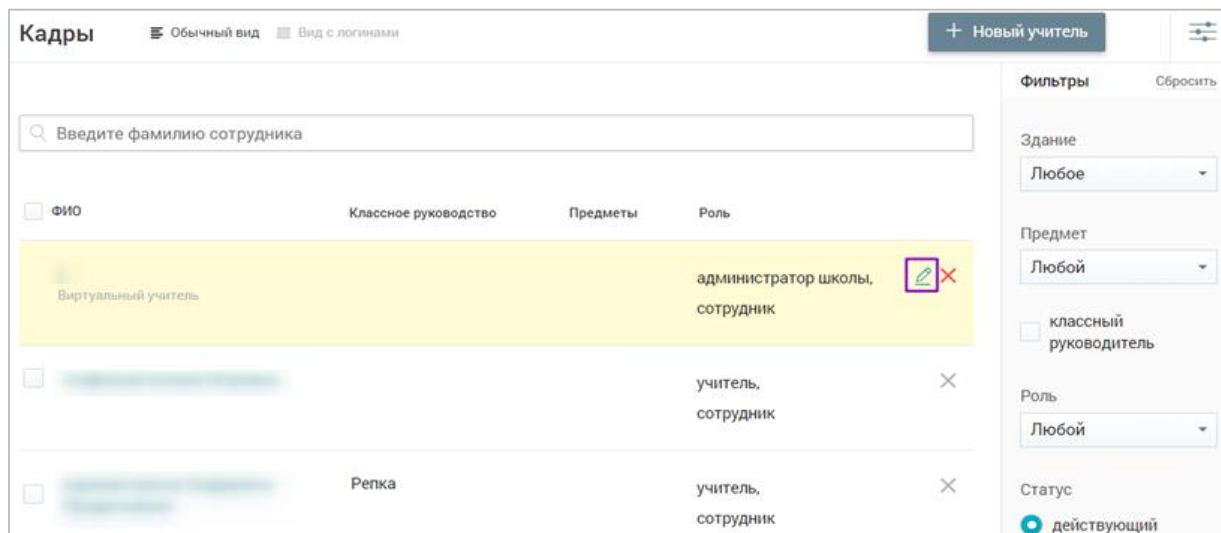 Кадры
Обычный вид
Вид с логинами
+ Новый учитель
Фильтры
Сбросить
Введите фамилию сотрудника
Здание
Любое
ФИО
Классное руководство
Предметы
Роль
Предмет
Любой
Виртуальный учитель
администратор школы,
сотрудник
классный
руководитель
учитель,
сотрудник
Роль
Любой
Репка
учитель,
сотрудник
Статус
действующий